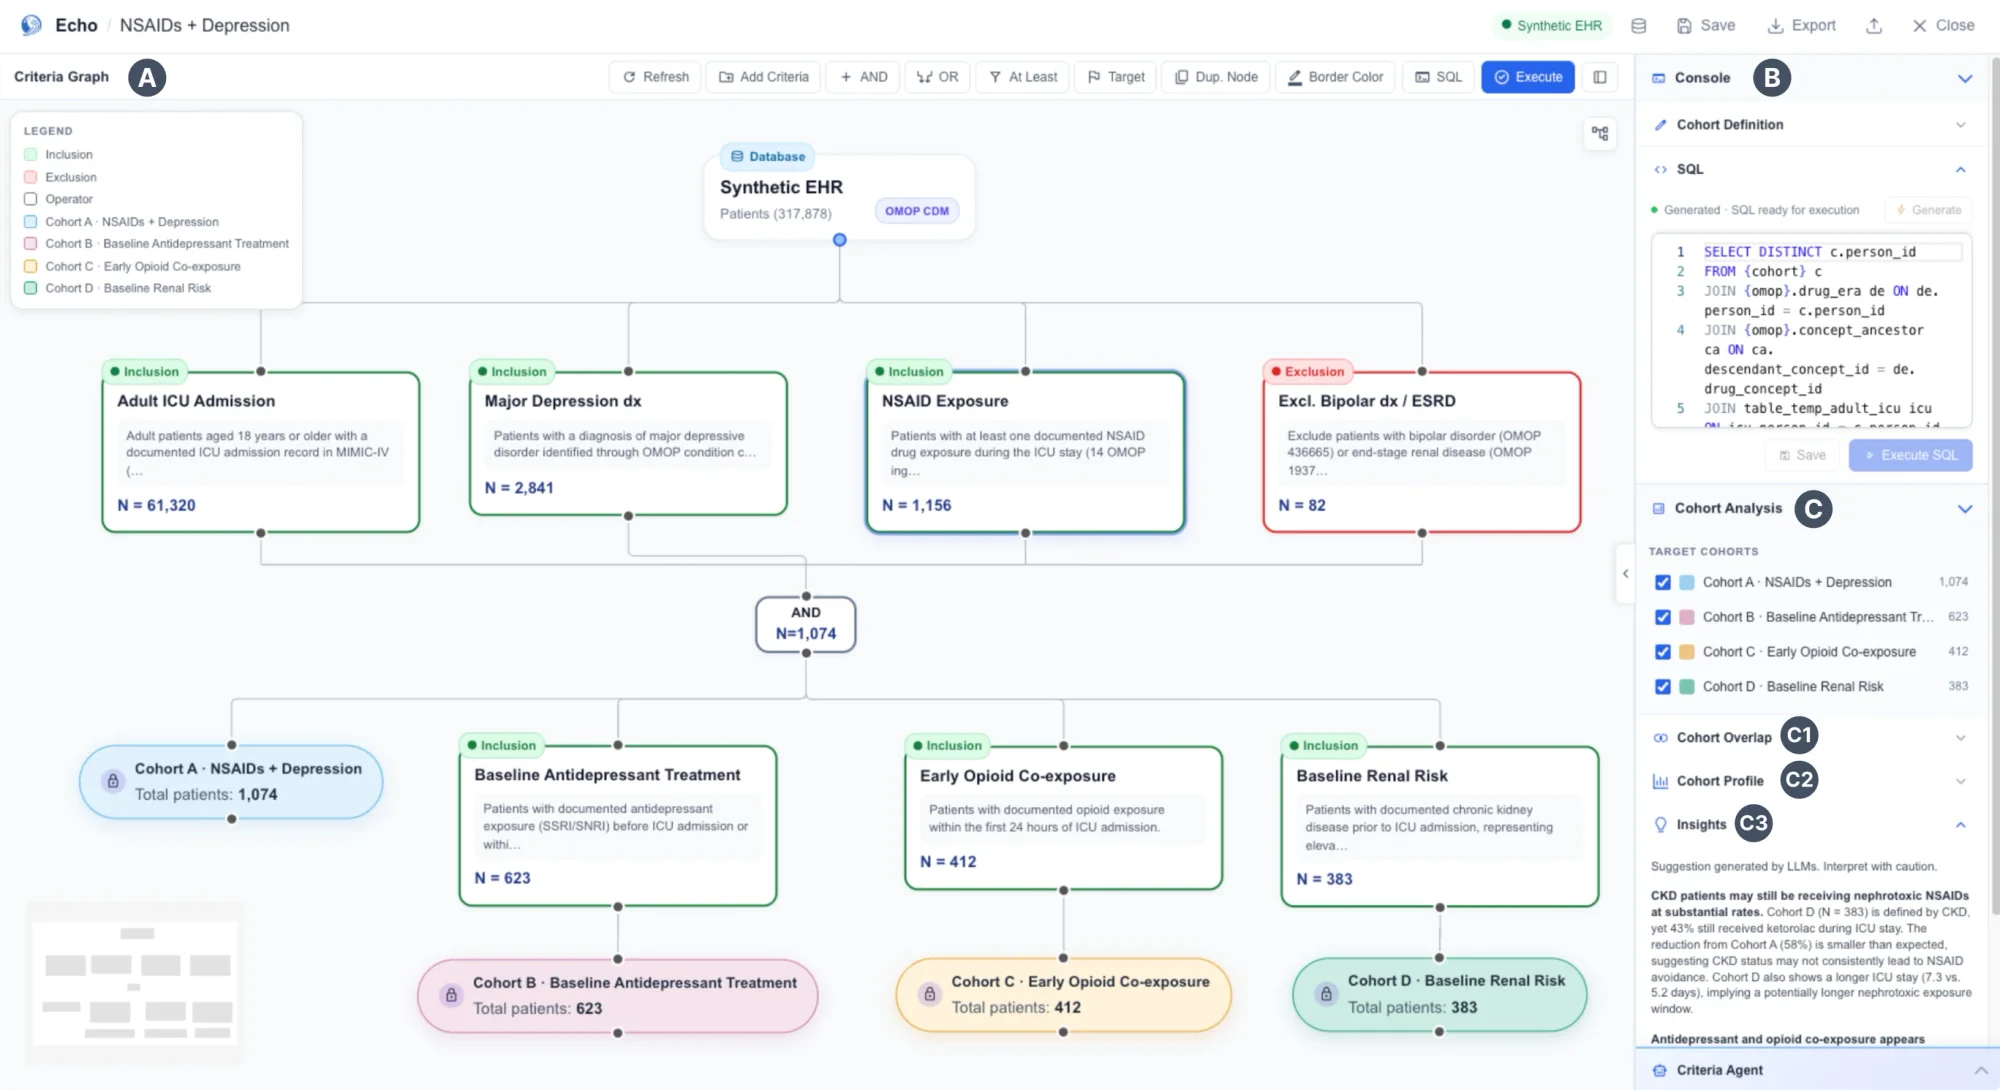 Echo / NSAIDs + Depression
Synthetic EHR
Save
Export
Close
Criteria Graph
A
Refresh
Add Criteria
AND
OR
At Least
Target
Dup. Node
Border Color
SQL
Execute
LEGEND
Inclusion
Exclusion
Operator
Cohort A · NSAIDs + Depression
Cohort B · Baseline Antidepressant Treatment
Cohort C · Early Opioid Co-exposure
Cohort D · Baseline Renal Risk
Database
Synthetic EHR
Patients (317,878)
OMOP CDM
Inclusion
Adult ICU Admission
Adult patients aged 18 years or older with a
documented ICU admission record in MIMIC-IV
(...
N = 61,320
Inclusion
Major Depression dx
Patients with a diagnosis of major depressive
disorder identified through OMOP condition c...
N = 2,841
Inclusion
NSAID Exposure
Patients with at least one documented NSAID
drug exposure during the ICU stay (14 OMOP
ing...
N = 1,156
Exclusion
Excl. Bipolar dx / ESRD
Exclude patients with bipolar disorder (OMOP
436665) or end-stage renal disease (OMOP
1937...
N = 82
AND
N=1,074
Cohort A · NSAIDs + Depression
Total patients: 1,074
Inclusion
Baseline Antidepressant Treatment
Patients with documented antidepressant
exposure (SSRI/SNRI) before ICU admission or
withi...
N = 623
Inclusion
Early Opioid Co-exposure
Patients with documented opioid exposure
within the first 24 hours of ICU admission.
N = 412
Inclusion
Baseline Renal Risk
Patients with documented chronic kidney
disease prior to ICU admission, representing
eleva...
N = 383
Cohort B · Baseline Antidepressant Treatment
Total patients: 623
Cohort C · Early Opioid Co-exposure
Total patients: 412
Cohort D · Baseline Renal Risk
Total patients: 383
Console
B
Cohort Definition
SQL
Generated · SQL ready for execution
Generate
1 SELECT DISTINCT c.person_id
2 FROM {cohort} c
3 JOIN {omop}.drug_era de ON de.
person_id = c.person_id
4 JOIN {omop}.concept_ancestor
ca ON ca.
descendant_concept_id = de.
drug_concept_id
5 JOIN table_temp_adult_icu icu
ON icu.person_id = c.person_id
Save
Execute SQL
Cohort Analysis
C
TARGET COHORTS
Cohort A · NSAIDs + Depression 1,074
Cohort B · Baseline Antidepressant Tr... 623
Cohort C · Early Opioid Co-exposure 412
Cohort D · Baseline Renal Risk 383
Cohort Overlap
C1
Cohort Profile
C2
Insights
C3
Suggestion generated by LLMs. Interpret with caution.
CKD patients may still be receiving nephrotoxic NSAIDs
at substantial rates. Cohort D (N = 383) is defined by CKD,
yet 43% still received ketorolac during ICU stay. The
reduction from Cohort A (58%) is smaller than expected,
suggesting CKD status may not consistently lead to NSAID
avoidance. Cohort D also shows a longer ICU stay (7.3 vs.
5.2 days), implying a potentially longer nephrotoxic exposure
window.
Antidepressant and opioid co-exposure appears
Criteria Agent